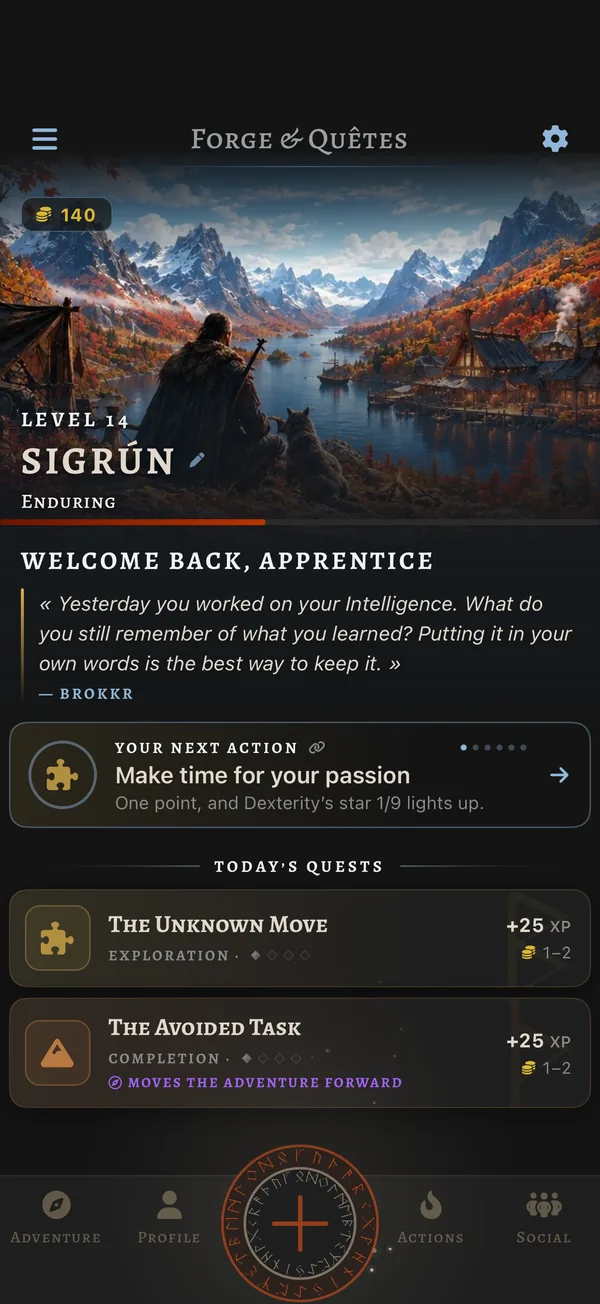 Forge & Quêtes
140
LEVEL 14
SIGRÚN
Enduring
WELCOME BACK, APPRENTICE
« Yesterday you worked on your Intelligence. What do
you still remember of what you learned? Putting it in your
own words is the best way to keep it. »
— BROKKR
YOUR NEXT ACTION
Make time for your passion
One point, and Dexterity’s star 1/9 lights up.
TODAY’S QUESTS
The Unknown Move
+25 XP
EXPLORATION ·
1–2
The Avoided Task
+25 XP
COMPLETION ·
1–2
MOVES THE ADVENTURE FORWARD
Adventure
Profile
Actions
Social